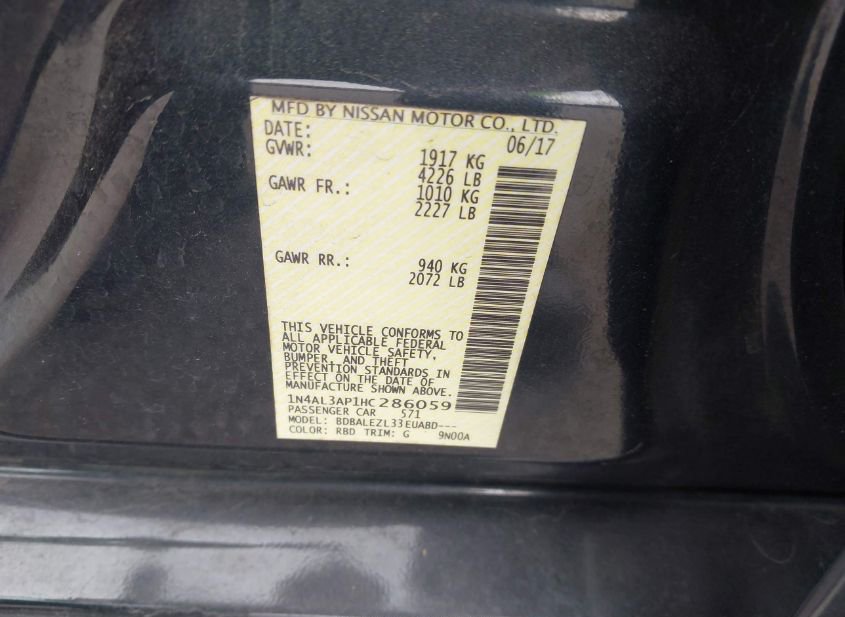 MFD BY NISSAN MOTOR CO., LTD.
DATE: 06/17
GVWR: 1917 KG
4226 LB
GAWR FR.: 1010 KG
2227 LB
GAWR RR.: 940 KG
2072 LB
THIS VEHICLE CONFORMS TO
ALL APPLICABLE FEDERAL
MOTOR VEHICLE SAFETY,
BUMPER, AND THEFT
PREVENTION STANDARDS IN
EFFECT ON THE DATE OF
MANUFACTURE SHOWN ABOVE.
1N4AL3AP1HC286059
PASSENGER CAR 571
MODEL: BDBALEZL33EUABD---
COLOR: RBD TRIM: G 9N00A